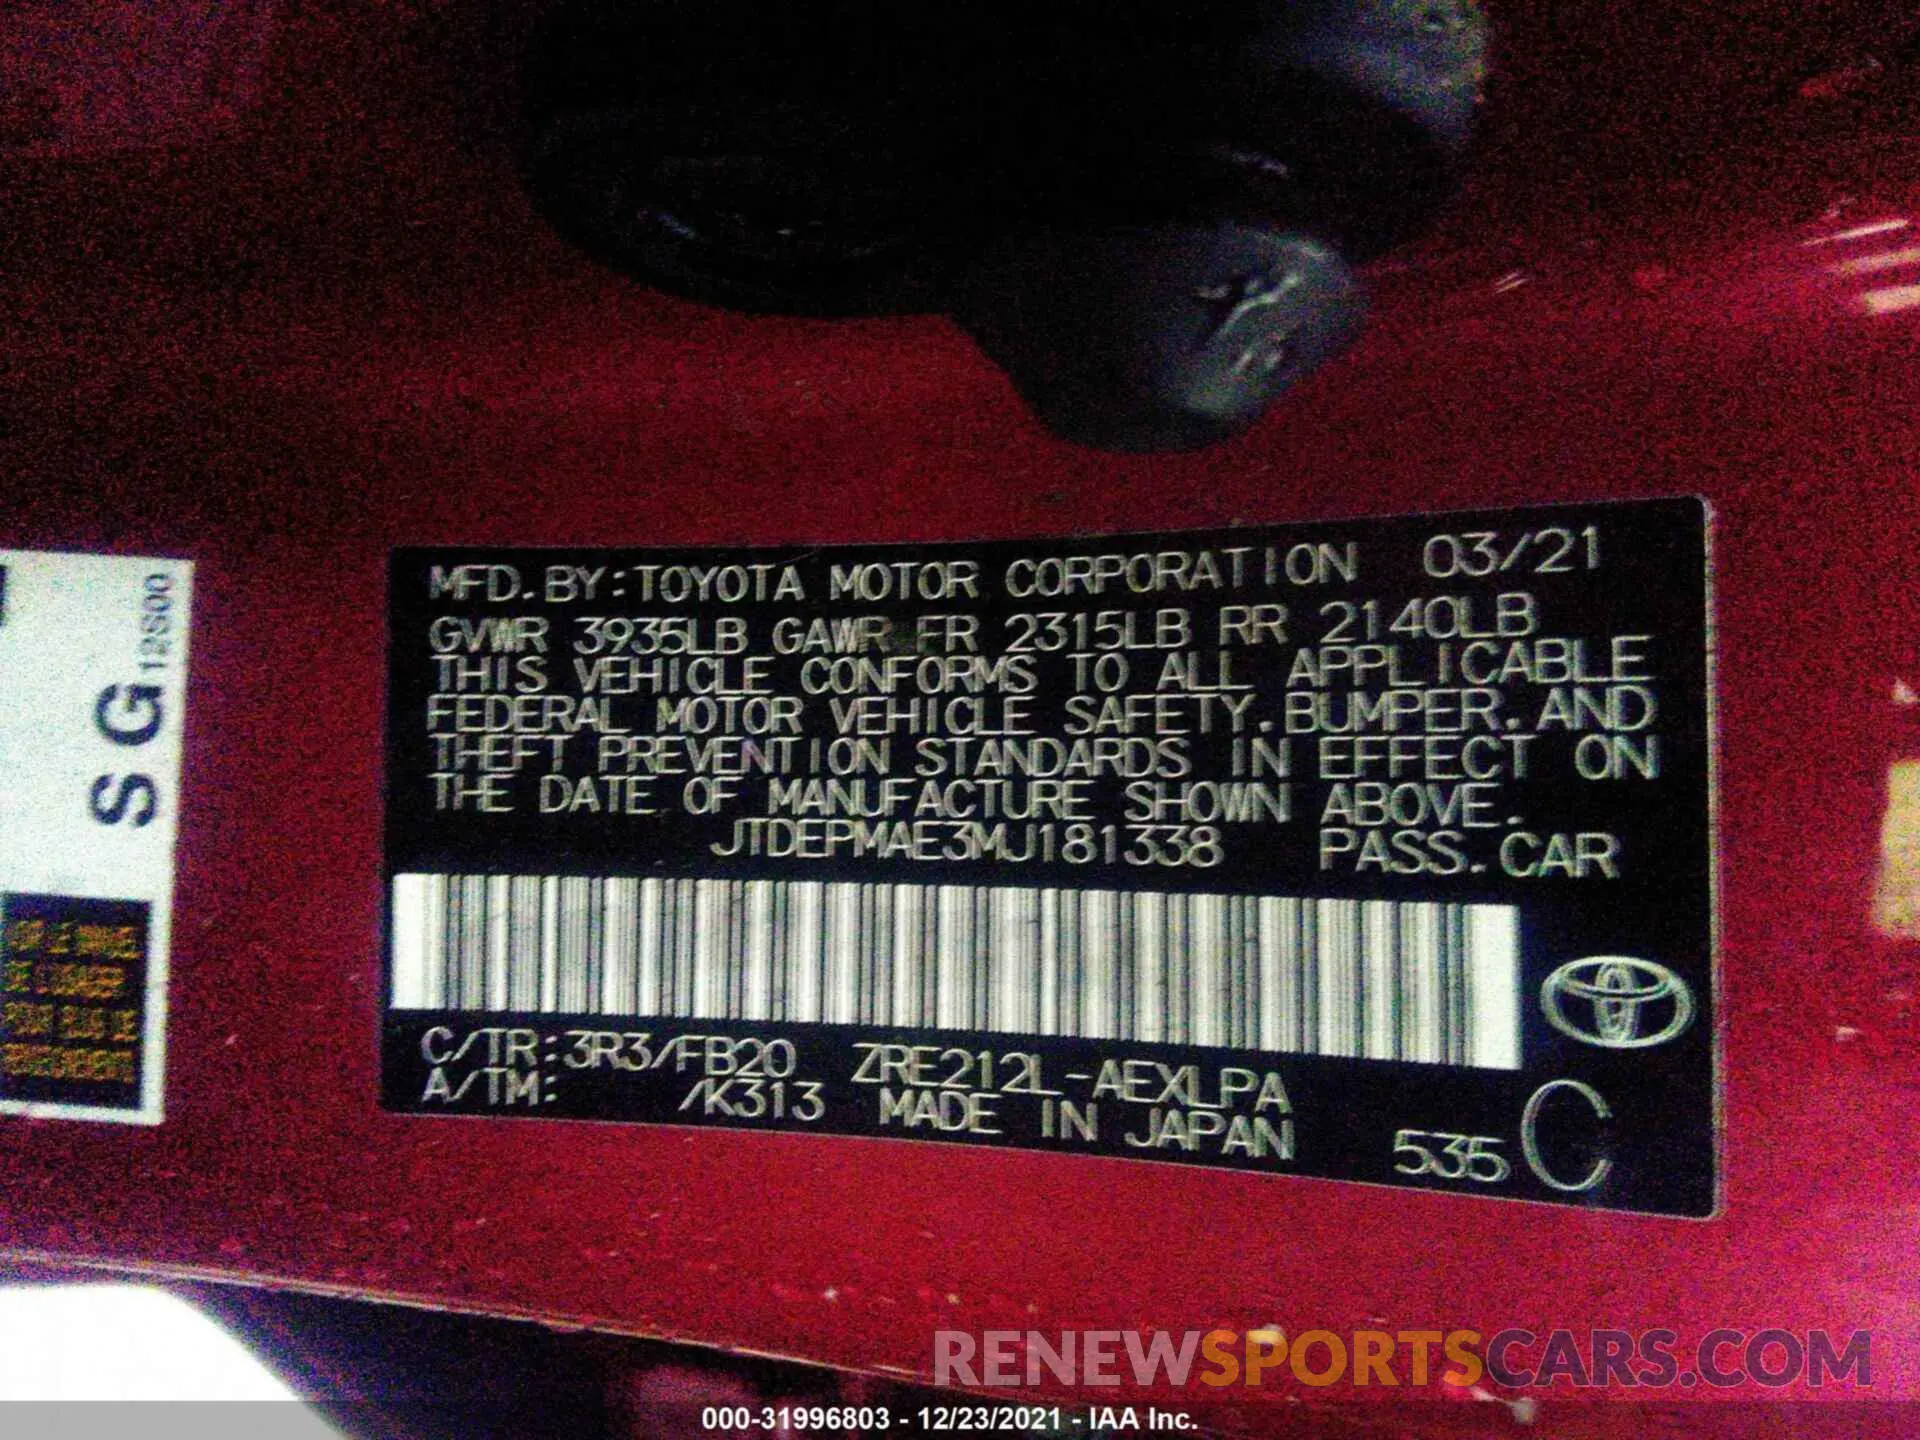 MFD. BY: TOYOTA MOTOR CORPORATION 03/21
GVWR 3935LB GAWR FR 2315LB RR 2140LB
THIS VEHICLE CONFORMS TO ALL APPLICABLE
FEDERAL MOTOR VEHICLE SAFETY, BUMPER, AND
THEFT PREVENTION STANDARDS IN EFFECT ON
THE DATE OF MANUFACTURE SHOWN ABOVE.
JTDEPMAE3MJ181338 PASS. CAR
C/TR: 3R3/FB20 ZRE212L-AEXLPA
A/TM: /K313 MADE IN JAPAN 535 C
S G 12S00
RENEWSPORTSCARS.COM
000-31996803 - 12/23/2021 - IAA Inc.